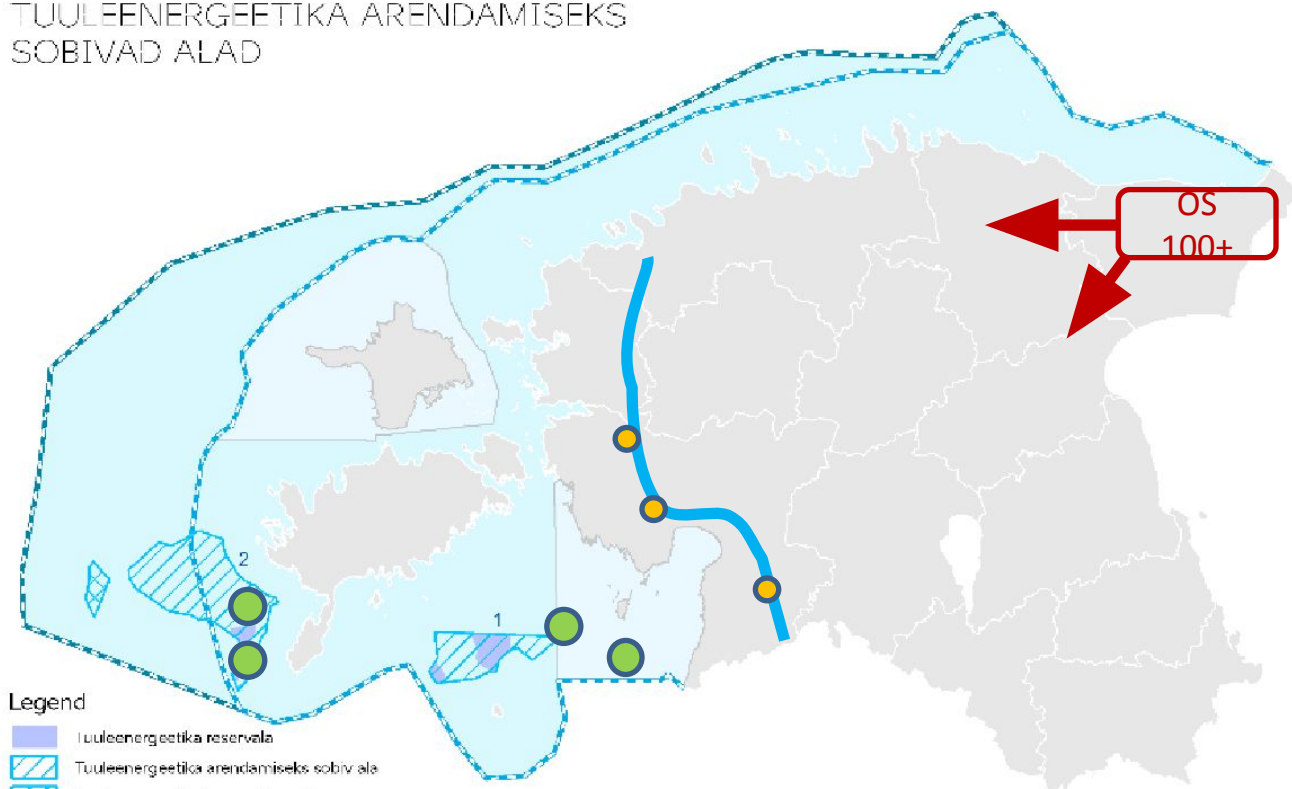 TUULEENERGEETIKA ARENDAMISEKS
SOBIVAD ALAD
OS
100+
2
1
Legend
Tuuleenergeetika reservala
Tuuleenergeetika arendamiseks sobiv ala